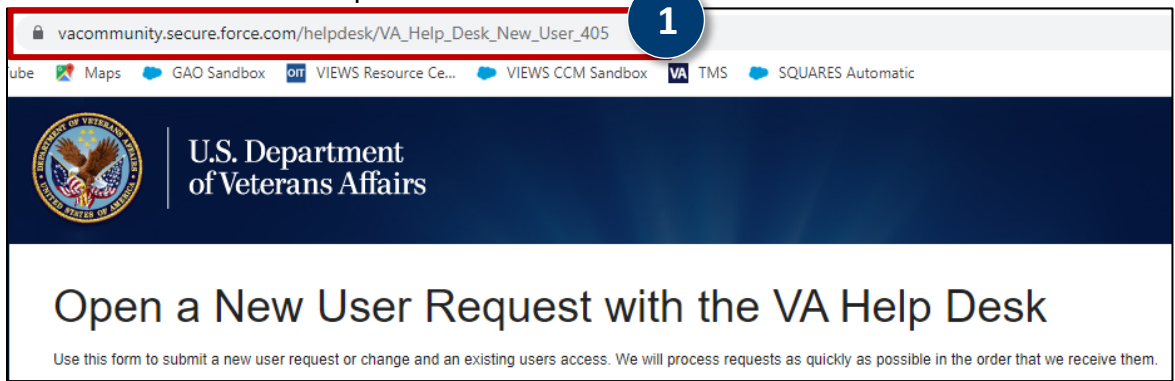 1
vacommunity.secure.force.com/helpdesk/VA_Help_Desk_New_User_405
ube Maps GAO Sandbox OIT VIEWS Resource Ce... VIEWS CCM Sandbox VA TMS SQUARES Automatic
U.S. Department
of Veterans Affairs
Open a New User Request with the VA Help Desk
Use this form to submit a new user request or change and an existing users access. We will process requests as quickly as possible in the order that we receive them.